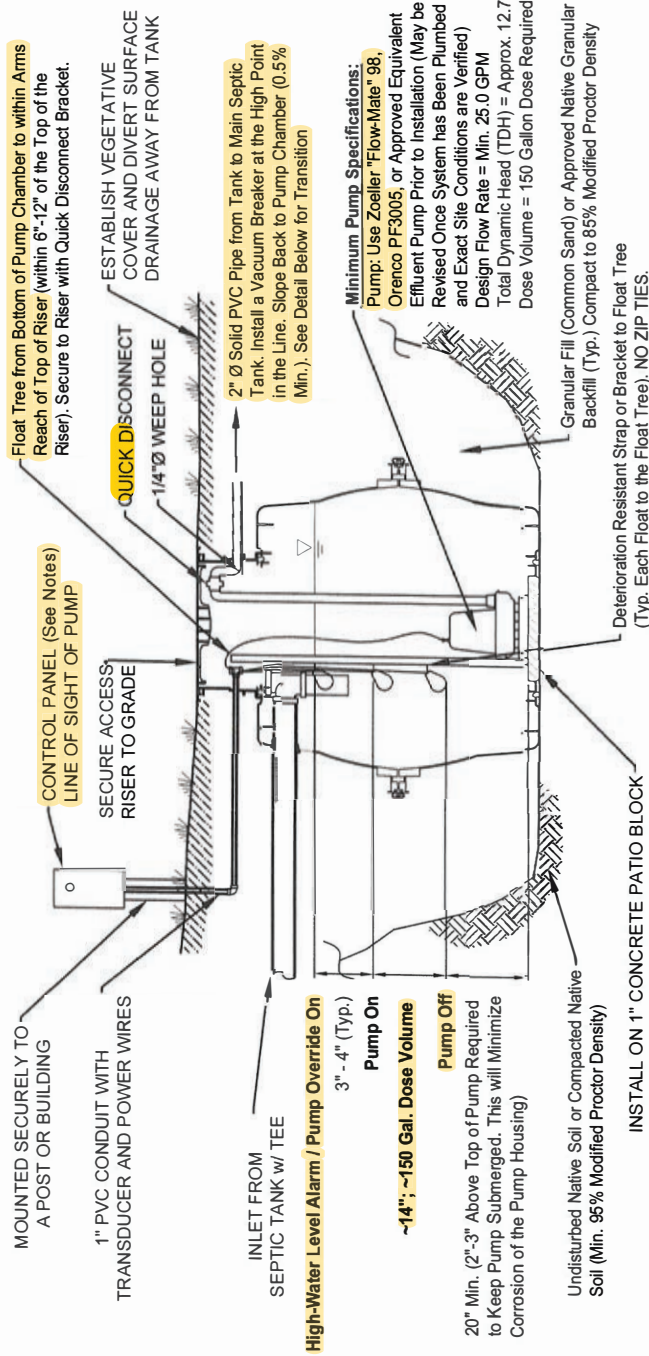 MOUNTED SECURELY TO
A POST OR BUILDING
1" PVC CONDUIT WITH
TRANSDUCER AND POWER WIRES
INLET FROM
SEPTIC TANK w/ TEE
High-Water Level Alarm / Pump Override On
3" - 4" (Typ.)
Pump On
~14"; ~150 Gal. Dose Volume
Pump Off
20" Min. (2"-3" Above Top of Pump Required
to Keep Pump Submerged. This will Minimize
Corrosion of the Pump Housing)
Undisturbed Native Soil or Compacted Native
Soil (Min. 95% Modified Proctor Density)
INSTALL ON 1" CONCRETE PATIO BLOCK
CONTROL PANEL (See Notes)
LINE OF SIGHT OF PUMP
SECURE ACCESS
RISER TO GRADE
Float Tree from Bottom of Pump Chamber to within Arms
Reach of Top of Riser (within 6"-12" of the Top of the
Riser). Secure to Riser with Quick Disconnect Bracket.
QUICK DISCONNECT
1/4"Ø WEEP HOLE
ESTABLISH VEGETATIVE
COVER AND DIVERT SURFACE
DRAINAGE AWAY FROM TANK
2" Ø Solid PVC Pipe from Tank to Main Septic
Tank. Install a Vacuum Breaker at the High Point
in the Line. Slope Back to Pump Chamber (0.5%
Min.). See Detail Below for Transition
Minimum Pump Specifications:
Pump: Use Zoeller "Flow-Mate" 98,
Orenco PF3005, or Approved Equivalent
Effluent Pump Prior to Installation (May be
Revised Once System has Been Plumbed
and Exact Site Conditions are Verified)
Design Flow Rate = Min. 25.0 GPM
Total Dynamic Head (TDH) = Approx. 12.7
Dose Volume = 150 Gallon Dose Required
Granular Fill (Common Sand) or Approved Native Granular
Backfill (Typ.) Compact to 85% Modified Proctor Density
Deterioration Resistant Strap or Bracket to Float Tree
(Typ. Each Float to the Float Tree). NO ZIP TIES.